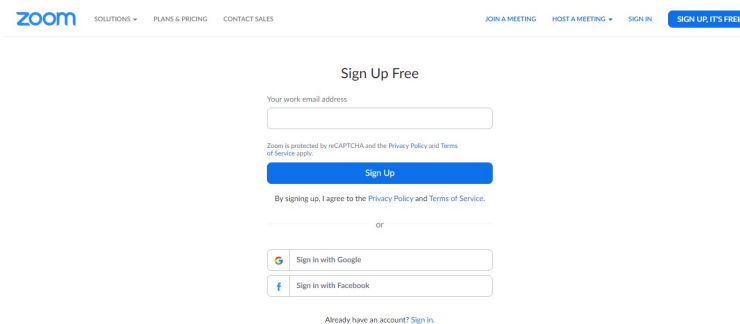 zoom SOLUTIONS PLANS & PRICING CONTACT SALES JOIN A MEETING HOST A MEETING SIGN IN SIGN UP, IT'S FREE
Sign Up Free
Your work email address
Zoom is protected by reCAPTCHA and the Privacy Policy and Terms
of Service apply.
Sign Up
By signing up, I agree to the Privacy Policy and Terms of Service.
or
G Sign in with Google
f Sign in with Facebook
Already have an account? Sign in.